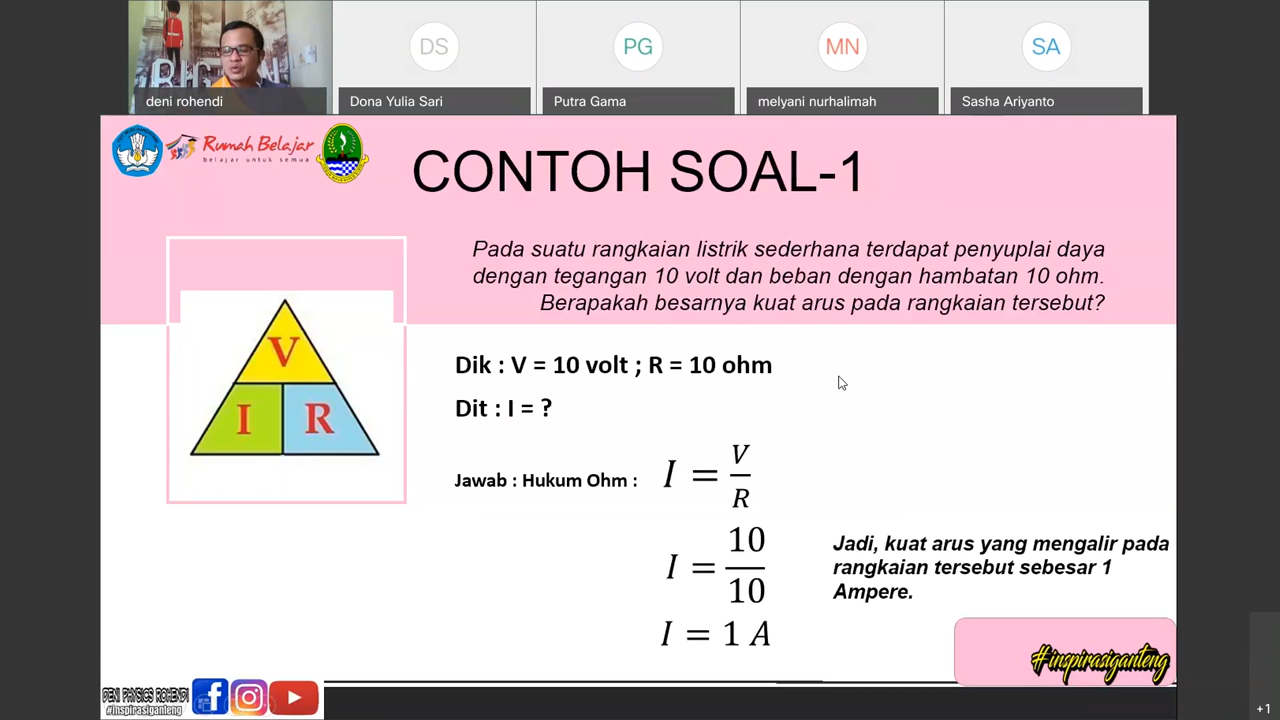 DS
PG
MN
SA
deni rohendi
Dona Yulia Sari
Putra Gama
melyani nurhalimah
Sasha Ariyanto
Rumah Belajar
belajar untuk semua
CONTOH SOAL-1
Pada suatu rangkaian listrik sederhana terdapat penyuplai daya
dengan tegangan 10 volt dan beban dengan hambatan 10 ohm.
Berapakah besarnya kuat arus pada rangkaian tersebut?
V
I R
Dik : V = 10 volt ; R = 10 ohm
Dit : I = ?
Jawab : Hukum Ohm : I = V/R
I = 10/10
I = 1 A
Jadi, kuat arus yang mengalir pada
rangkaian tersebut sebesar 1
Ampere.
#inspirasiganteng
DENI PHYSICS ROHENDI
#inspirasiganteng
+1